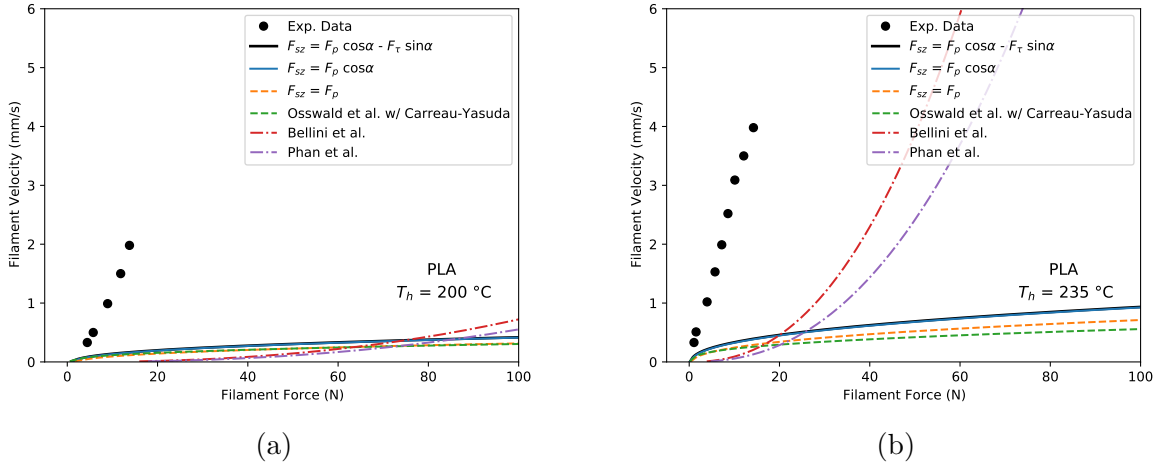 6
5
4
3
2
1
0
Filament Velocity (mm/s)
0 20 40 60 80 100
Filament Force (N)
Exp. Data
F_sz = F_p cosα - F_τ sinα
F_sz = F_p cosα
F_sz = F_p
Osswald et al. w/ Carreau-Yasuda
Bellini et al.
Phan et al.
PLA
T_h = 200 °C
(a)
6
5
4
3
2
1
0
Filament Velocity (mm/s)
0 20 40 60 80 100
Filament Force (N)
Exp. Data
F_sz = F_p cosα - F_τ sinα
F_sz = F_p cosα
F_sz = F_p
Osswald et al. w/ Carreau-Yasuda
Bellini et al.
Phan et al.
PLA
T_h = 235 °C
(b)